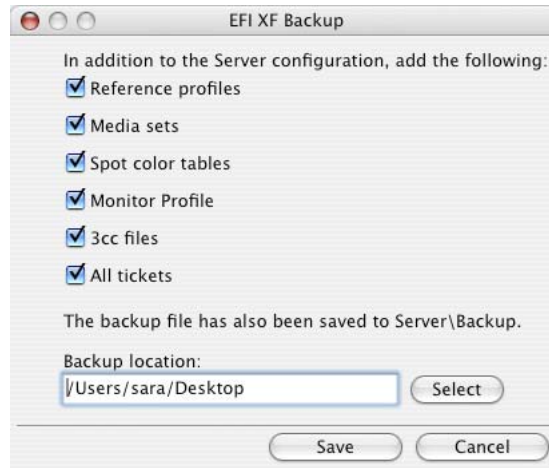 EFI XF Backup
In addition to the Server configuration, add the following:
Reference profiles
Media sets
Spot color tables
Monitor Profile
3cc files
All tickets
The backup file has also been saved to Server\Backup.
Backup location:
/Users/sara/Desktop
Select
Save
Cancel